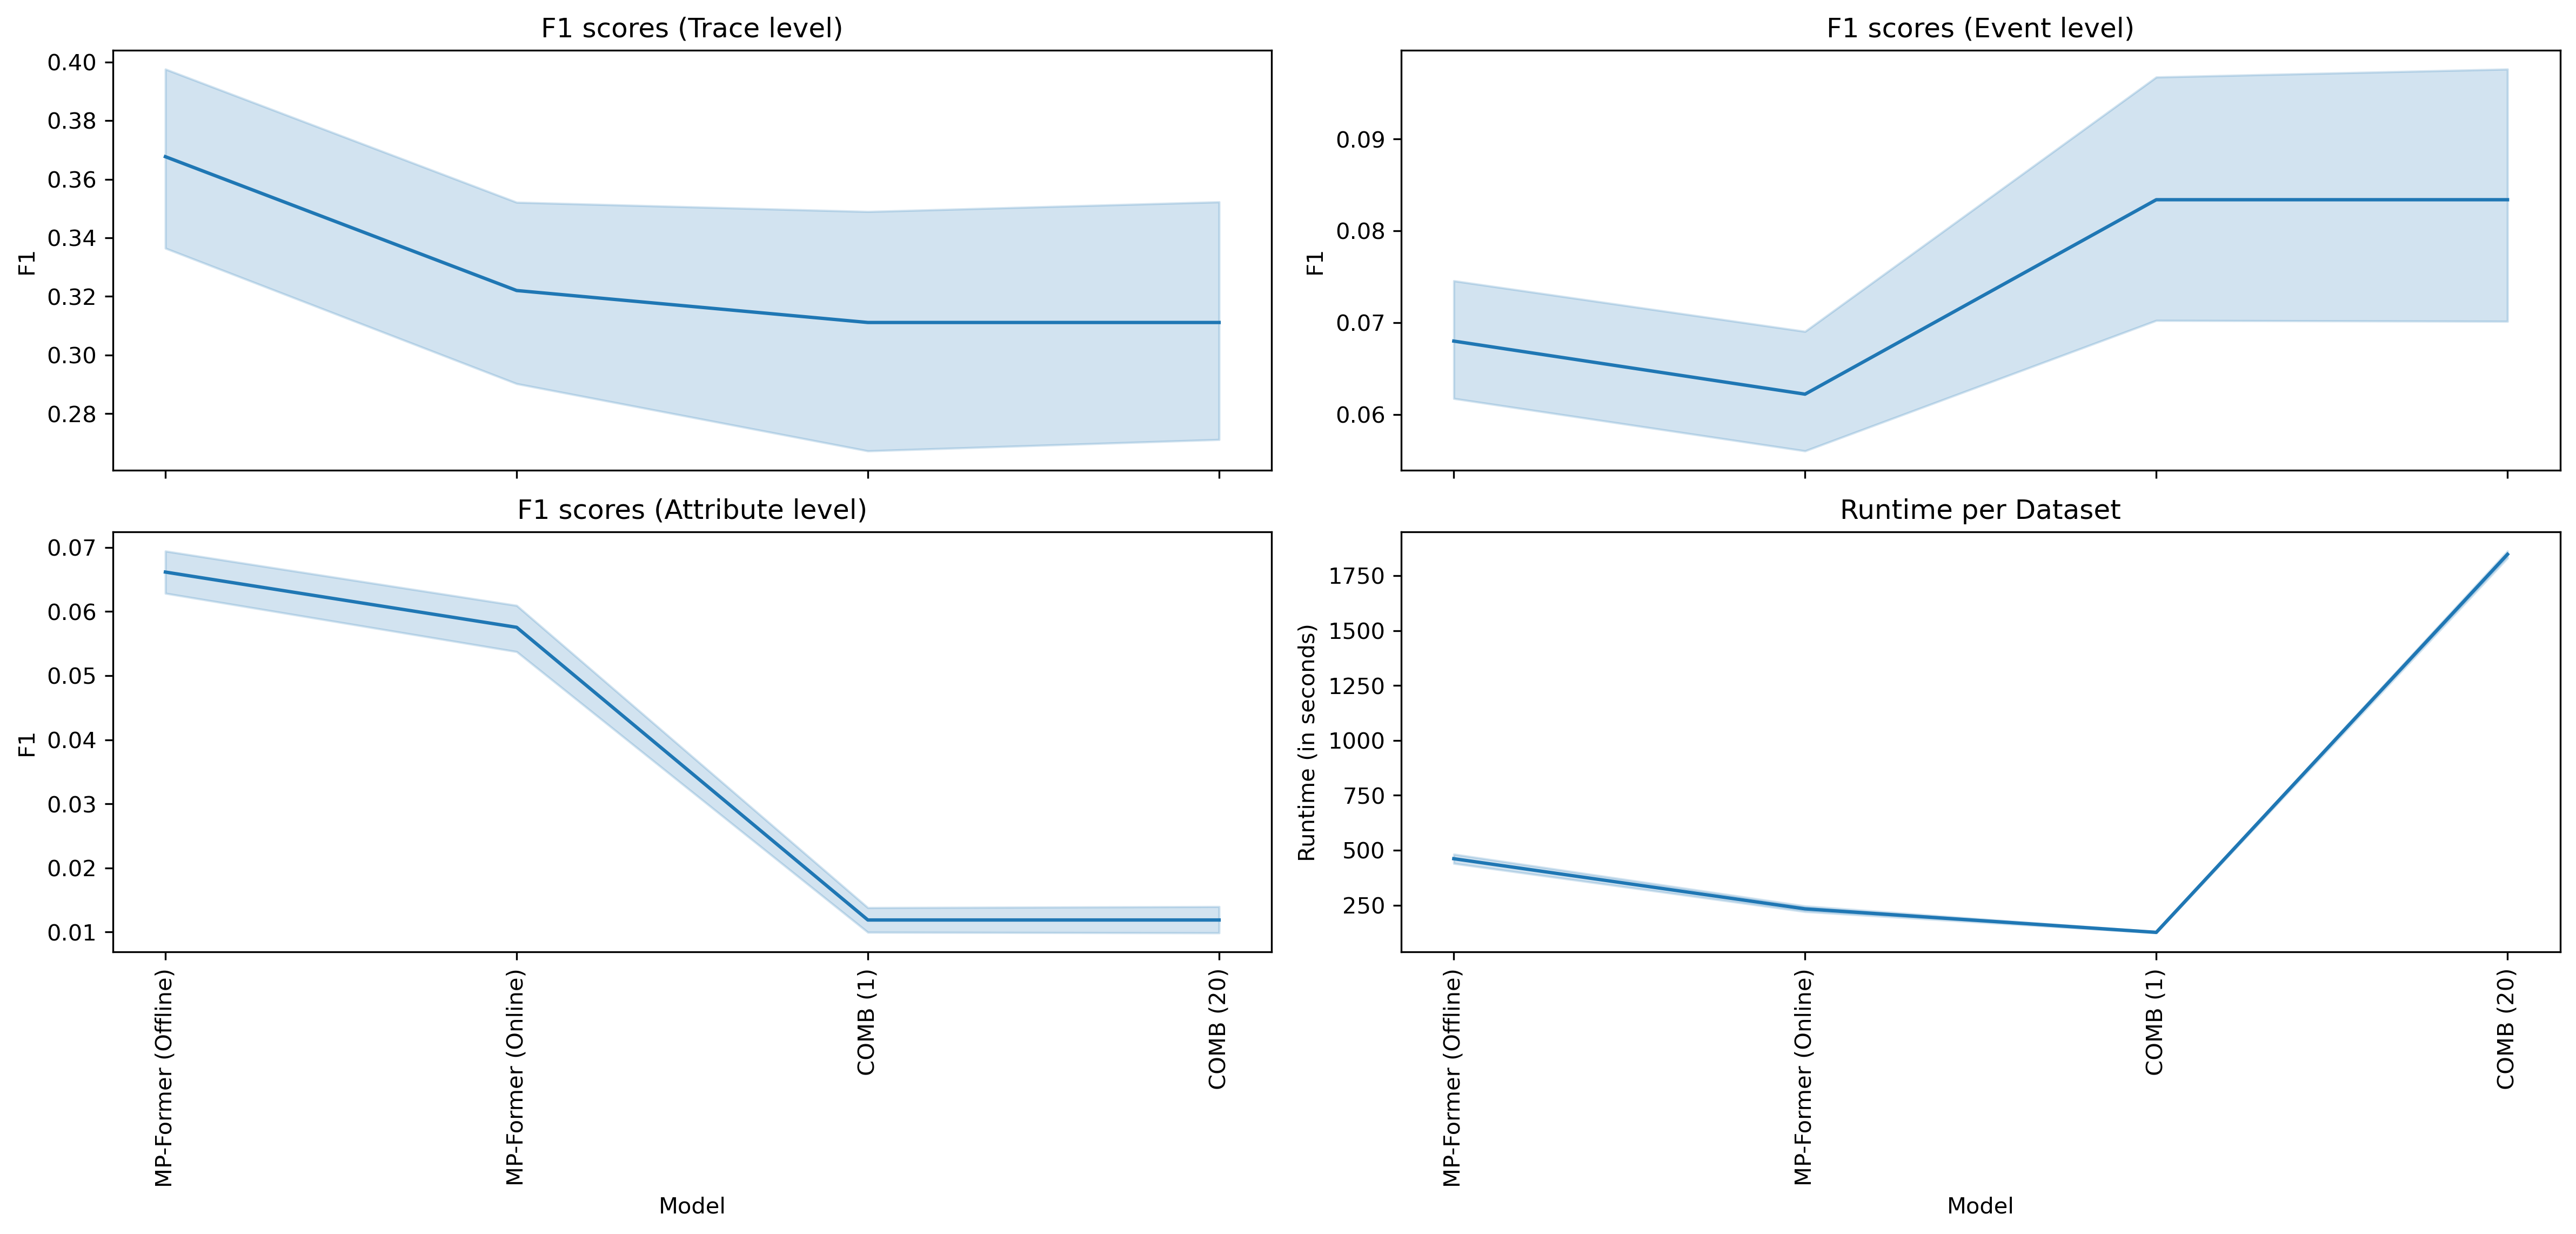 F1 scores (Trace level)
F1
0.40
0.38
0.36
0.34
0.32
0.30
0.28
F1 scores (Event level)
F1
0.09
0.08
0.07
0.06
F1 scores (Attribute level)
F1
0.07
0.06
0.05
0.04
0.03
0.02
0.01
MP-Former (Offline)
MP-Former (Online)
COMB (1)
COMB (20)
Model
Runtime per Dataset
Runtime (in seconds)
1750
1500
1250
1000
750
500
250
MP-Former (Offline)
MP-Former (Online)
COMB (1)
COMB (20)
Model